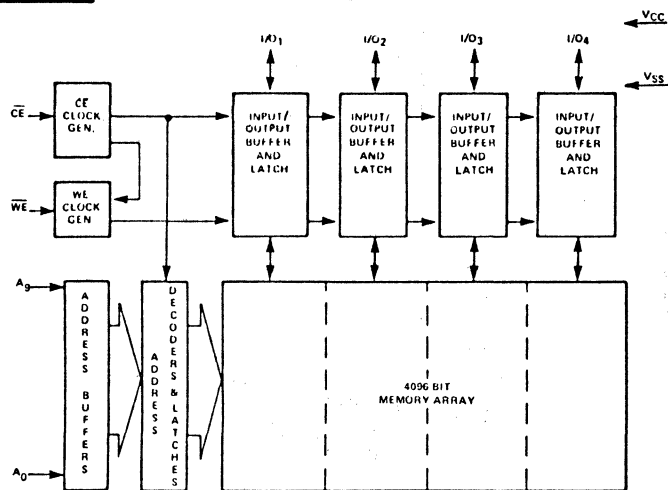 VCC
I/O1 I/O2 I/O3 I/O4
VSS
CE
CE
CLOCK
GEN.
INPUT/
OUTPUT
BUFFER
AND
LATCH
INPUT/
OUTPUT
BUFFER
AND
LATCH
INPUT/
OUTPUT
BUFFER
AND
LATCH
INPUT/
OUTPUT
BUFFER
AND
LATCH
WE
WE
CLOCK
GEN
A9
A0
ADDRESS BUFFERS
ADDRESS
DECODERS & LATCHES
4096 BIT
MEMORY ARRAY